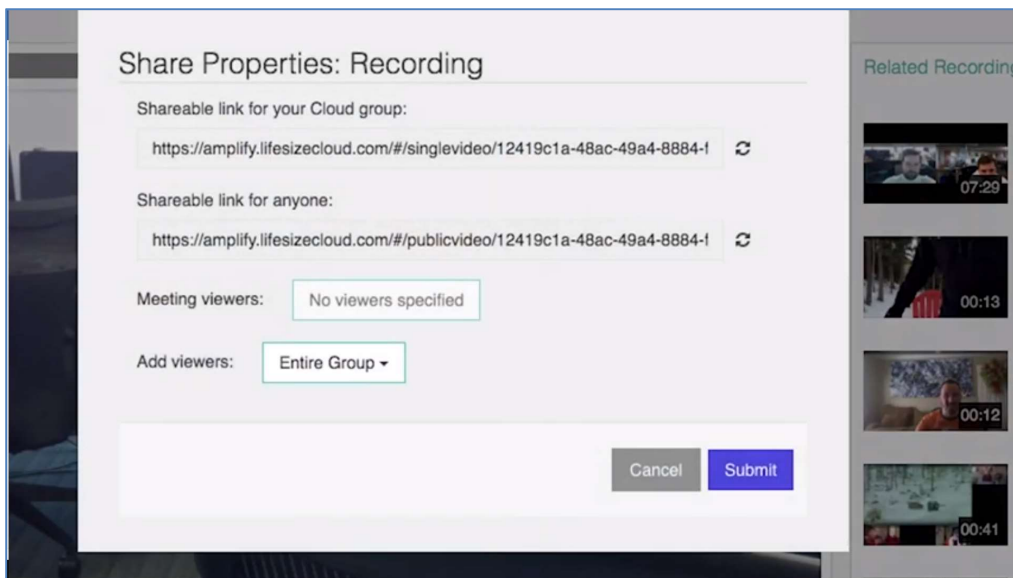 Share Properties: Recording
Shareable link for your Cloud group:
https://amplify.lifesizecloud.com/#/singlevideo/12419c1a-48ac-49a4-8884-f
Shareable link for anyone:
https://amplify.lifesizecloud.com/#/publicvideo/12419c1a-48ac-49a4-8884-f
Meeting viewers: No viewers specified
Add viewers: Entire Group
Cancel Submit
Related Recording
07:29
00:13
00:12
00:41